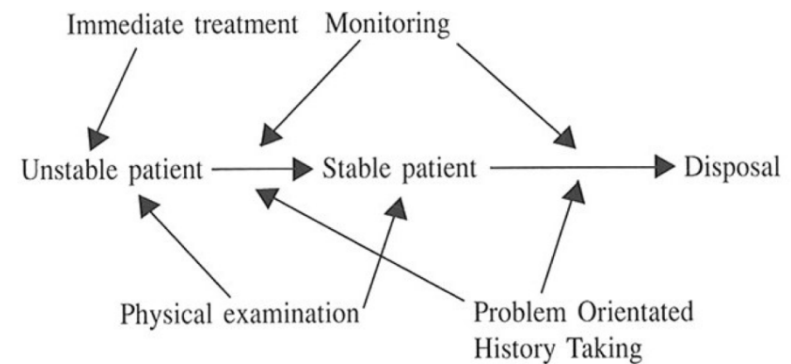 Immediate treatment Monitoring
Unstable patient Stable patient Disposal
Physical examination Problem Orientated
History Taking